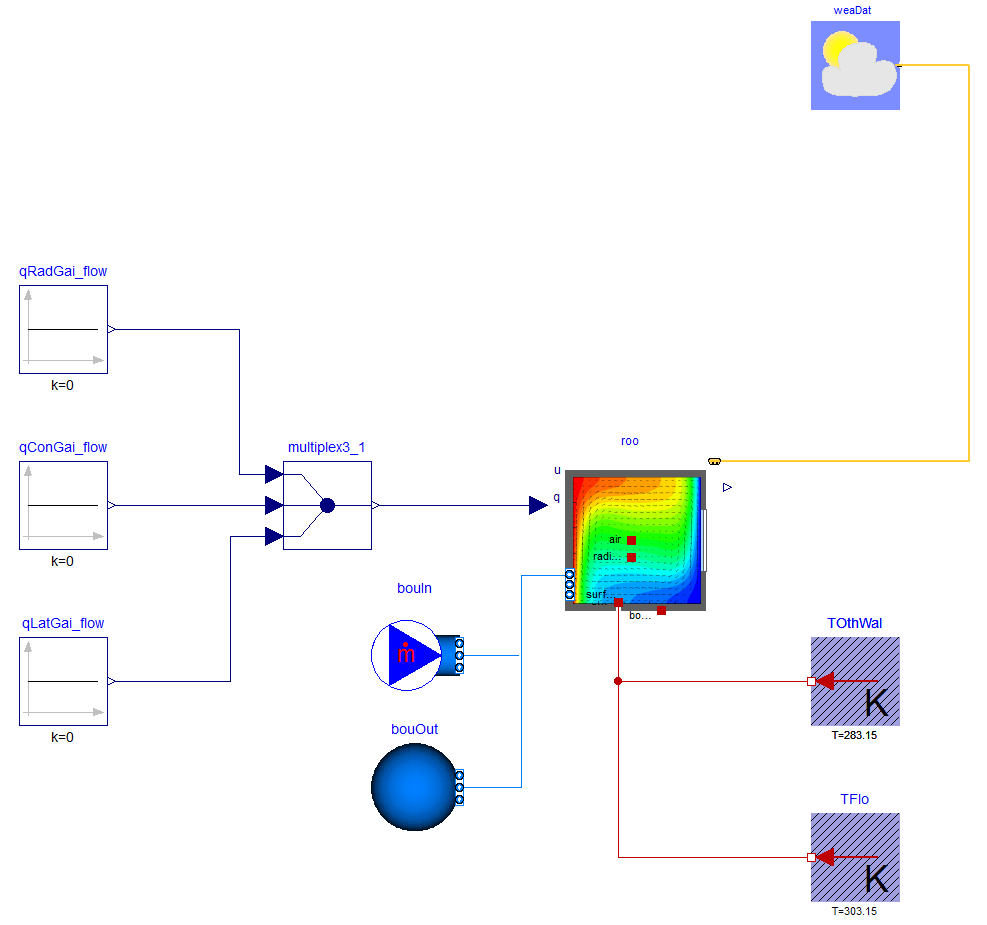 weaDat
qRadGai_flow
k=0
qConGai_flow
k=0
multiplex3_1
roo
u
q
air
radi...
surf...
bo...
bouIn
ṁ
qLatGai_flow
k=0
bouOut
TOthWal
K
T=283.15
TFlo
K
T=303.15